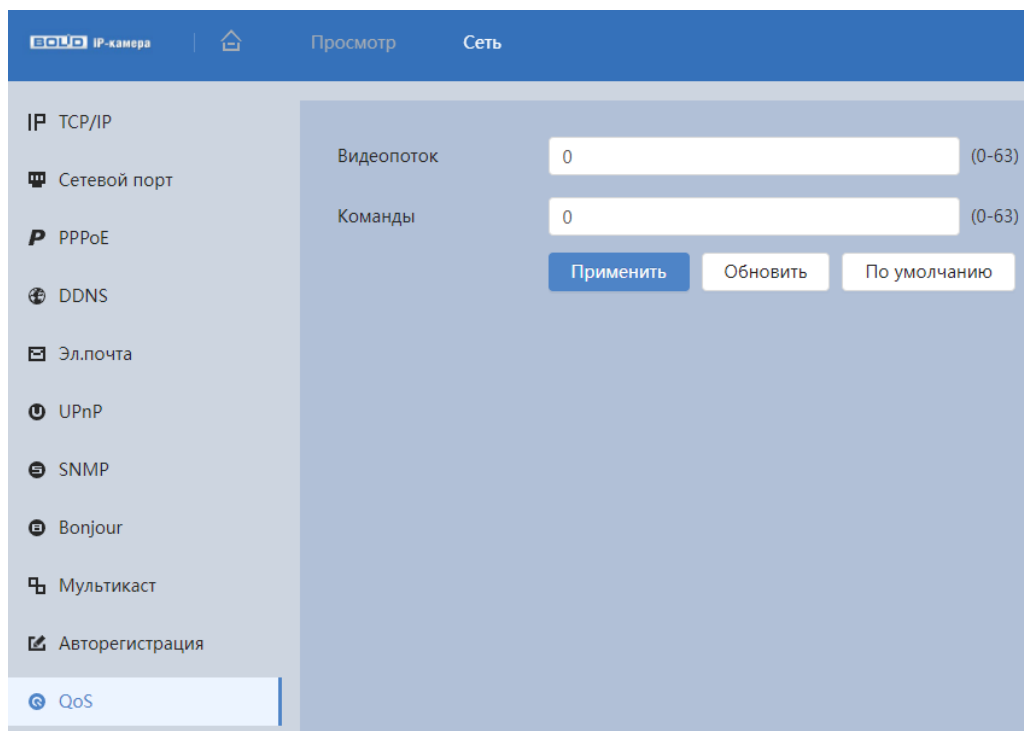 BOLID IP-камера Просмотр Сеть
TCP/IP
Сетевой порт
PPPoE
DDNS
Эл.почта
UPnP
SNMP
Bonjour
Мультикаст
Авторегистрация
QoS
Видеопоток 0 (0-63)
Команды 0 (0-63)
Применить Обновить По умолчанию